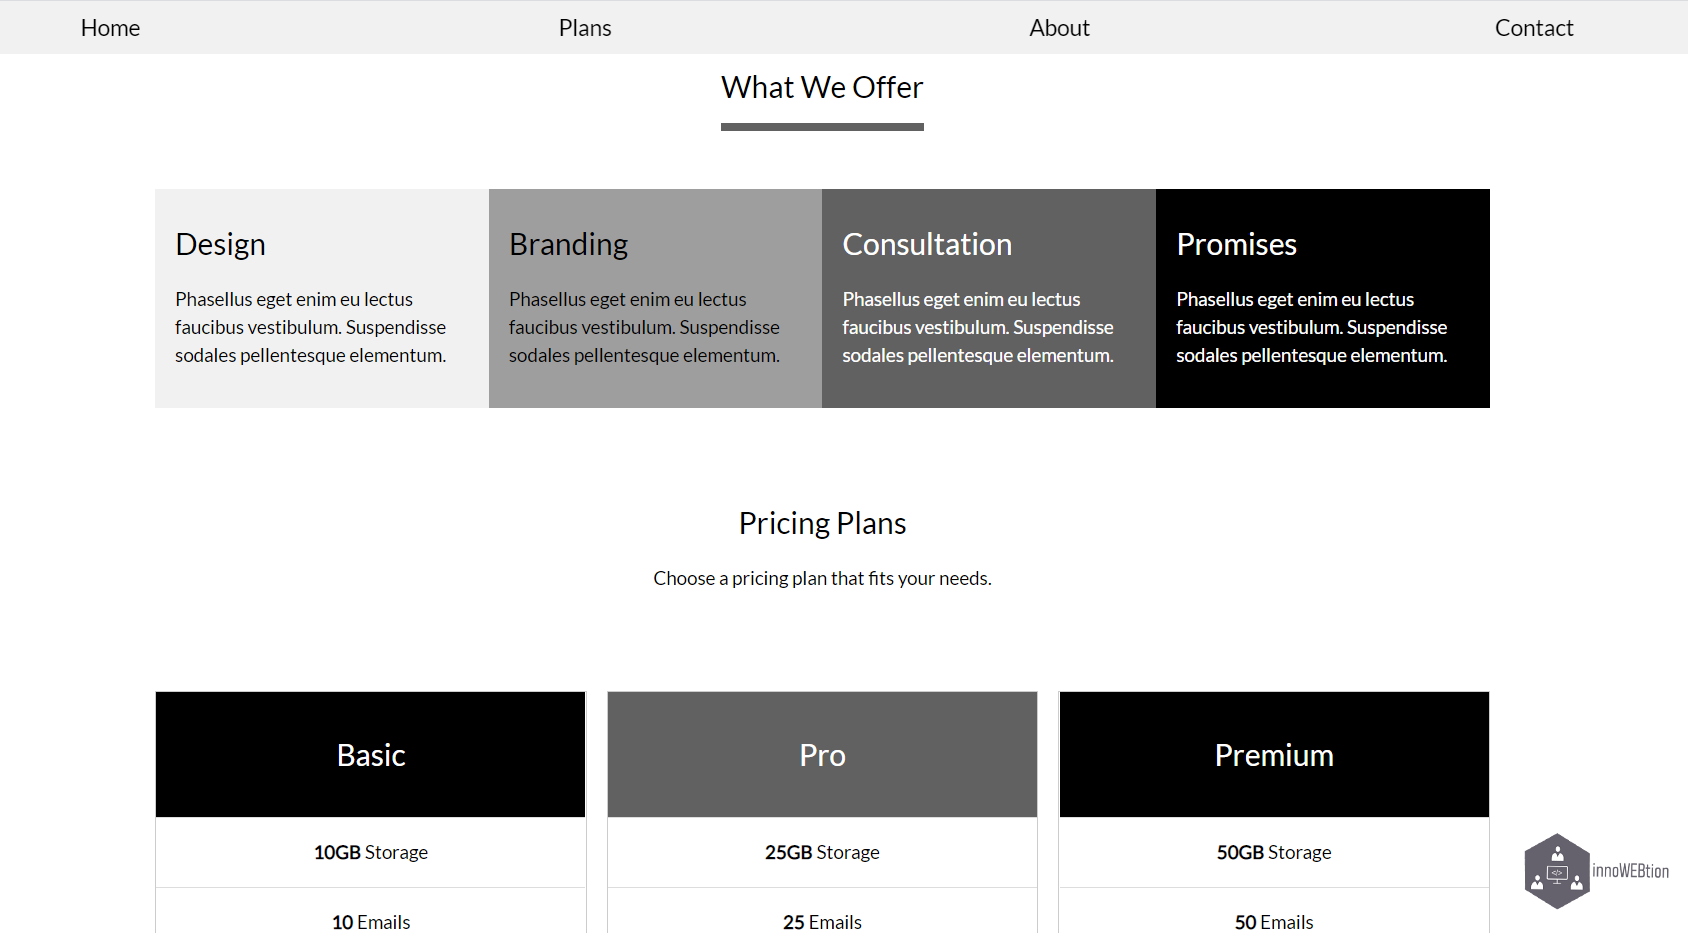 Home Plans About Contact
What We Offer
Design
Phasellus eget enim eu lectus
faucibus vestibulum. Suspendisse
sodales pellentesque elementum.
Branding
Phasellus eget enim eu lectus
faucibus vestibulum. Suspendisse
sodales pellentesque elementum.
Consultation
Phasellus eget enim eu lectus
faucibus vestibulum. Suspendisse
sodales pellentesque elementum.
Promises
Phasellus eget enim eu lectus
faucibus vestibulum. Suspendisse
sodales pellentesque elementum.
Pricing Plans
Choose a pricing plan that fits your needs.
Basic
10GB Storage
10 Emails
Pro
25GB Storage
25 Emails
Premium
50GB Storage
50 Emails
</>
innoWEBtion